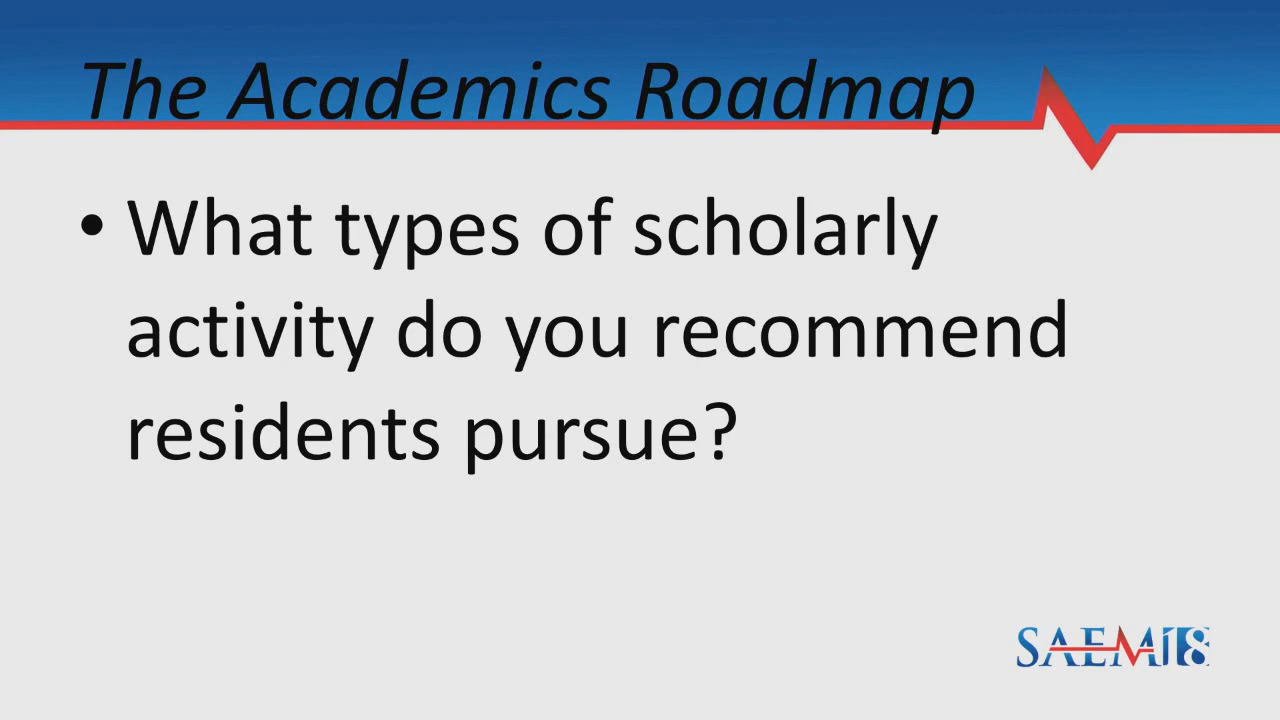 The Academics Roadmap
• What types of scholarly
activity do you recommend
residents pursue?
SAEM18